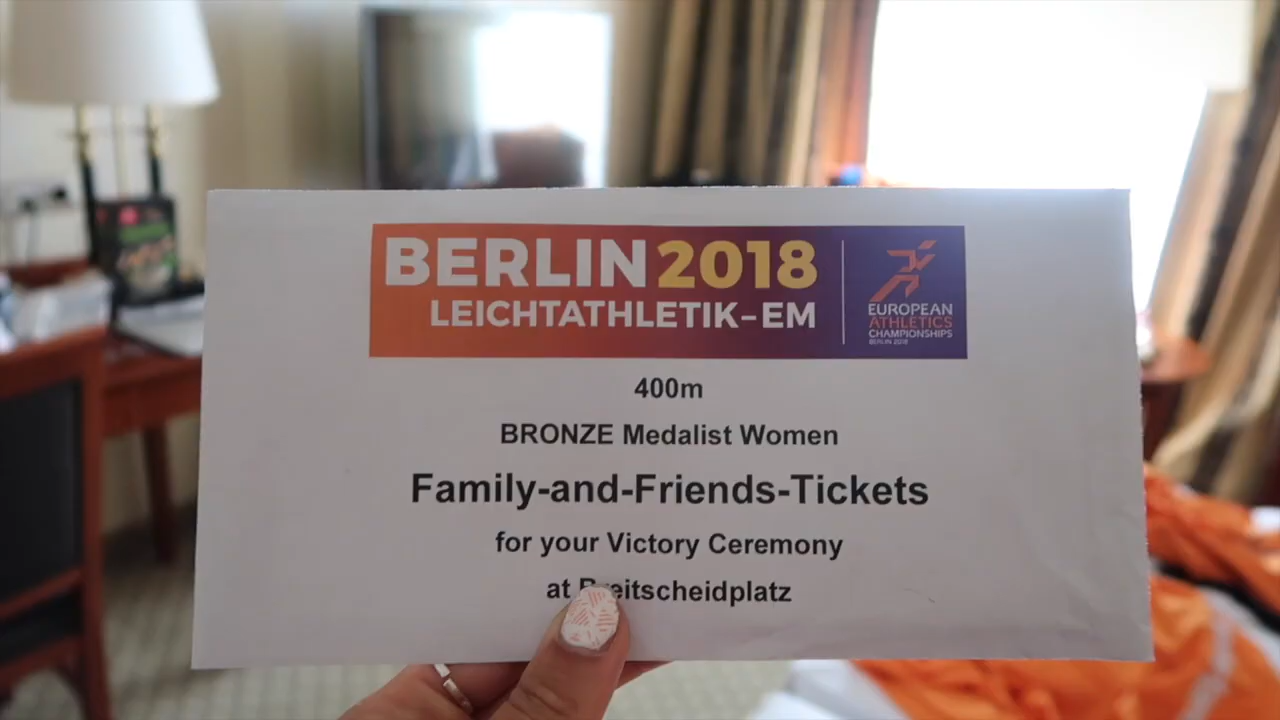 BERLIN 2018
LEICHTATHLETIK-EM
EUROPEAN
ATHLETICS
CHAMPIONSHIPS
BERLIN 2018
400m
BRONZE Medalist Women
Family-and-Friends-Tickets
for your Victory Ceremony
at Breitscheidplatz